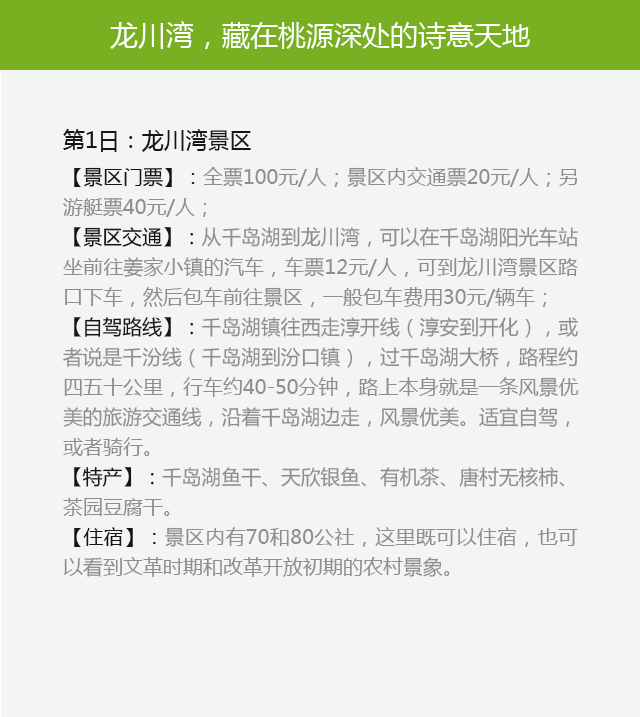 龙川湾，藏在桃源深处的诗意天地
第1日：龙川湾景区
【景区门票】：全票100元/人；景区内交通票20元/人；另
游艇票40元/人；
【景区交通】：从千岛湖到龙川湾，可以在千岛湖阳光车站
坐前往姜家小镇的汽车，车票12元/人，可到龙川湾景区路
口下车，然后包车前往景区，一般包车费用30元/辆车；
【自驾路线】：千岛湖镇往西走淳开线（淳安到开化），或
者说是千汾线（千岛湖到汾口镇），过千岛湖大桥，路程约
四五十公里，行车约40-50分钟，路上本身就是一条风景优
美的旅游交通线，沿着千岛湖边走，风景优美。适宜自驾，
或者骑行。
【特产】：千岛湖鱼干、天欣银鱼、有机茶、唐村无核柿、
茶园豆腐干。
【住宿】：景区内有70和80公社，这里既可以住宿，也可
以看到文革时期和改革开放初期的农村景象。